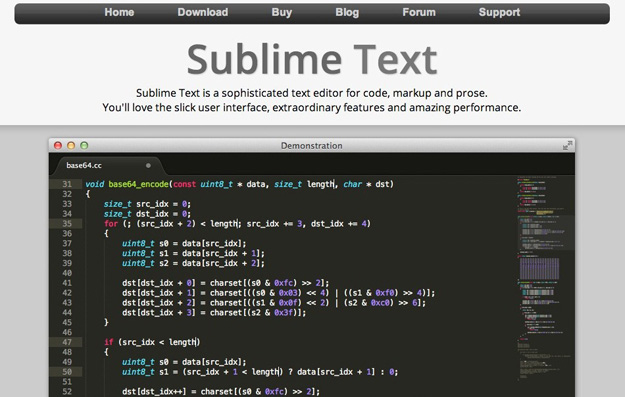 Home Download Buy Blog Forum Support
Sublime Text
Sublime Text is a sophisticated text editor for code, markup and prose.
You'll love the slick user interface, extraordinary features and amazing performance.
Demonstration
base64.cc
31 void base64_encode(const uint8_t * data, size_t length, char * dst)
32 {
33 size_t src_idx = 0;
34 size_t dst_idx = 0;
35 for (; (src_idx + 2) < length; src_idx += 3, dst_idx += 4)
36 {
37 uint8_t s0 = data[src_idx];
38 uint8_t s1 = data[src_idx + 1];
39 uint8_t s2 = data[src_idx + 2];
40
41 dst[dst_idx + 0] = charset[(s0 & 0xfc) >> 2];
42 dst[dst_idx + 1] = charset[((s0 & 0x03) << 4) | ((s1 & 0xf0) >> 4)];
43 dst[dst_idx + 2] = charset[((s1 & 0x0f) << 2) | (s2 & 0xc0) >> 6];
44 dst[dst_idx + 3] = charset[(s2 & 0x3f)];
45 }
46
47 if (src_idx < length)
48 {
49 uint8_t s0 = data[src_idx];
50 uint8_t s1 = (src_idx + 1 < length) ? data[src_idx + 1] : 0;
51
52 dst[dst_idx++] = charset[(s0 & 0xfc) >> 2];